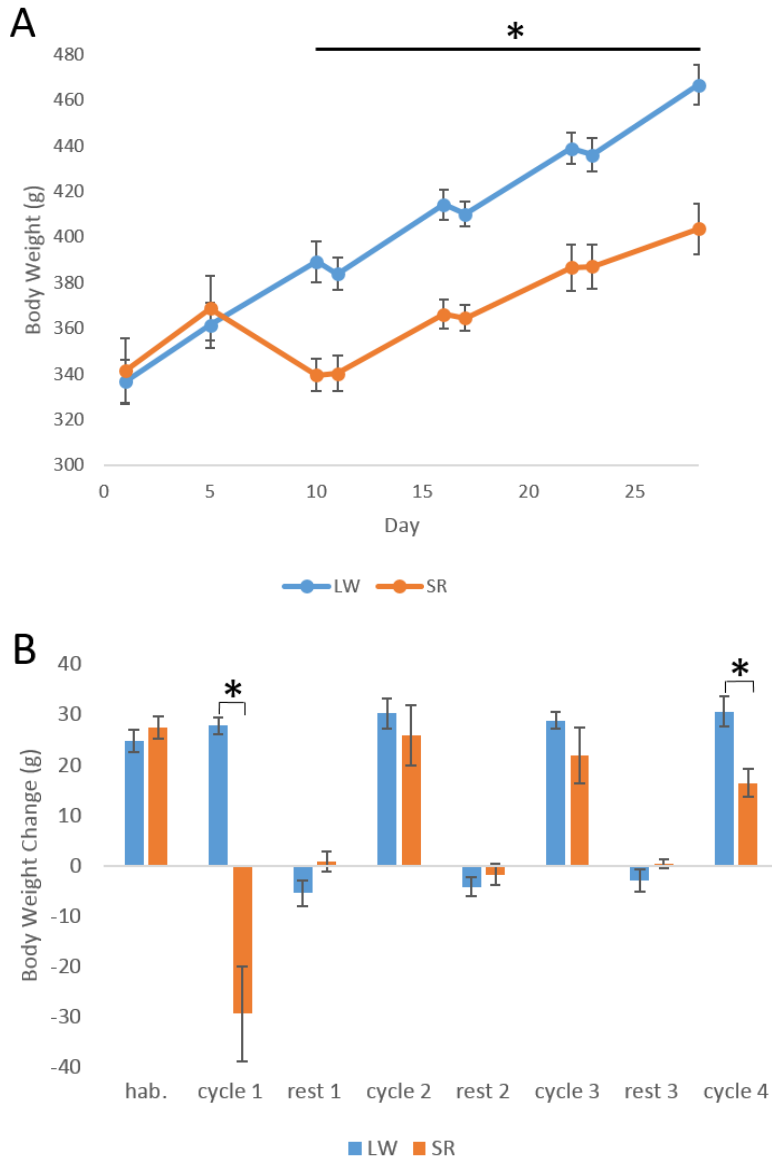 A
*
480
460
440
420
400
380
360
340
320
300
Body Weight (g)
0 5 10 15 20 25
Day
LW SR
B
40
30
20
10
0
-10
-20
-30
-40
Body Weight Change (g)
* *
hab. cycle 1 rest 1 cycle 2 rest 2 cycle 3 rest 3 cycle 4
LW SR